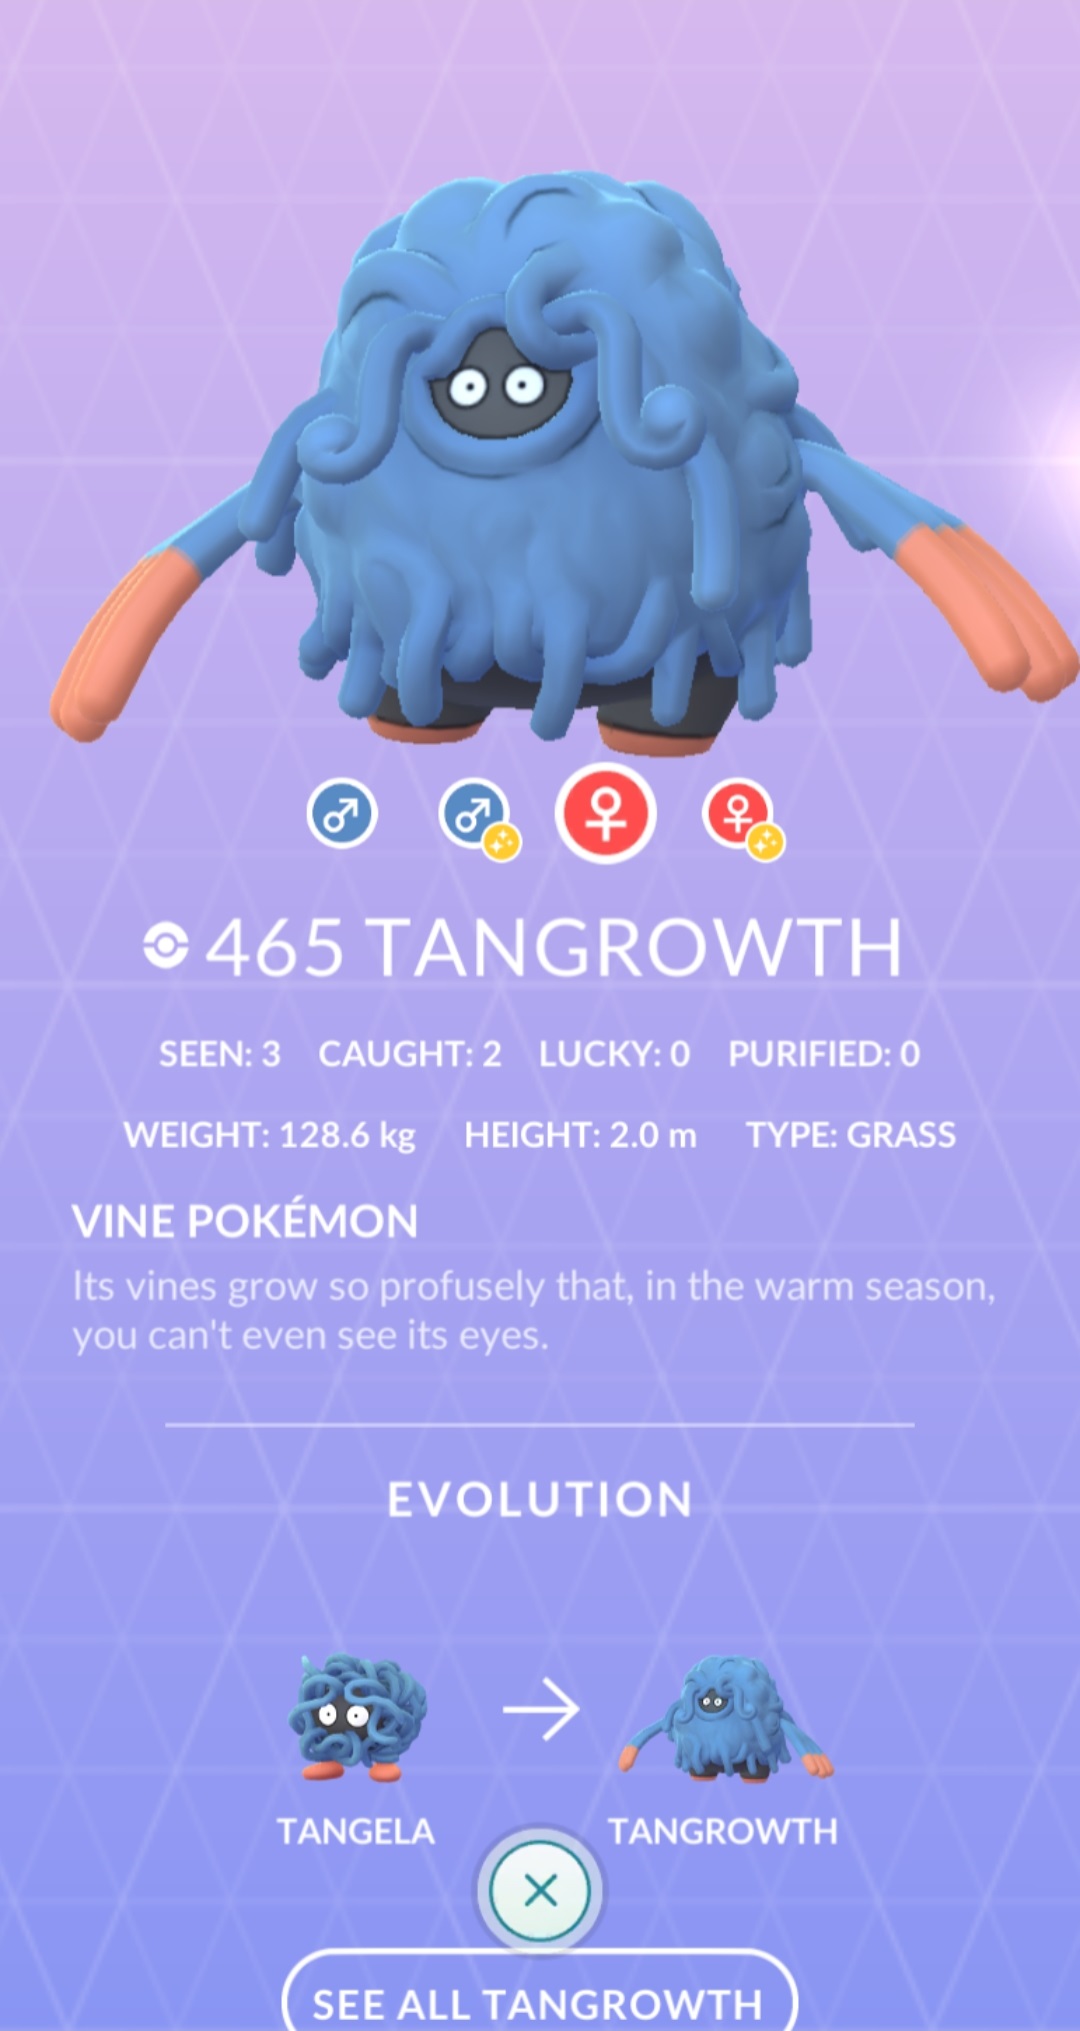 465 TANGROWTH
SEEN: 3 CAUGHT: 2 LUCKY: 0 PURIFIED: 0
WEIGHT: 128.6 kg HEIGHT: 2.0 m TYPE: GRASS
VINE POKÉMON
Its vines grow so profusely that, in the warm season,
you can't even see its eyes.
EVOLUTION
TANGELA TANGROWTH
SEE ALL TANGROWTH